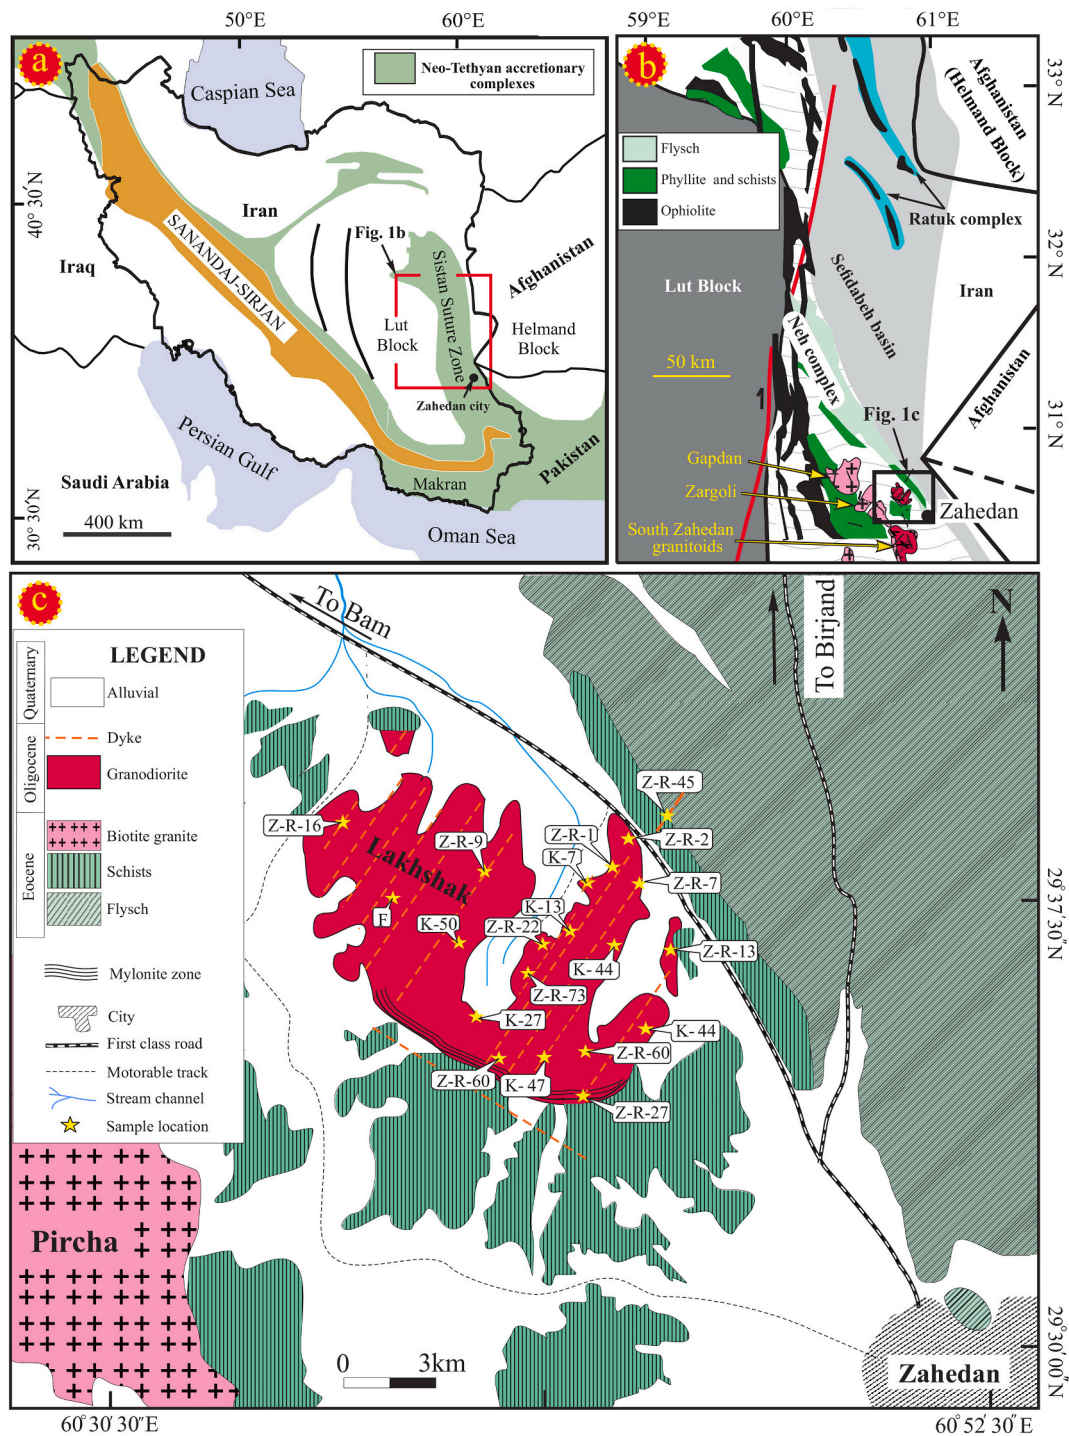 50°E
60°E
59°E
60°E
61°E
a
Neo-Tethyan accretionary
complexes
Caspian Sea
40° 30' N
Iran
Iraq
SANANDAJ-SIRJAN
Fig. 1b
Sistan Suture Zone
Afghanistan
Lut
Block
Helmand
Block
Zahedan city
Persian Gulf
Saudi Arabia
Makran
Pakistan
400 km
Oman Sea
30° 30' N
b
Afghanistan
(Helmand Block)
33° N
Flysch
Phyllite and schists
Ophiolite
Ratuk complex
32° N
Lut Block
Sefidabeh basin
Iran
Neh complex
50 km
Afghanistan
Fig. 1c
31° N
Gapdan
Zargoli
Zahedan
South Zahedan
granitoids
c
To Bam
To Birjand
N
LEGEND
Quaternary
Alluvial
Oligocene
Dyke
Granodiorite
Eocene
Biotite granite
Schists
Flysch
Mylonite zone
City
First class road
Motorable track
Stream channel
Sample location
Z-R-45
Z-R-16
Z-R-9
Z-R-1
Z-R-2
Lakhshak
K-7
Z-R-7
F
K-50
K-13
Z-R-22
K- 44
Z-R-13
29°37'30"N
Z-R-73
K-27
K- 44
Z-R-60
Z-R-60
K- 47
Z-R-27
Pircha
0 3km
Zahedan
29°30'00"N
60° 30' 30"E
60° 52' 30" E